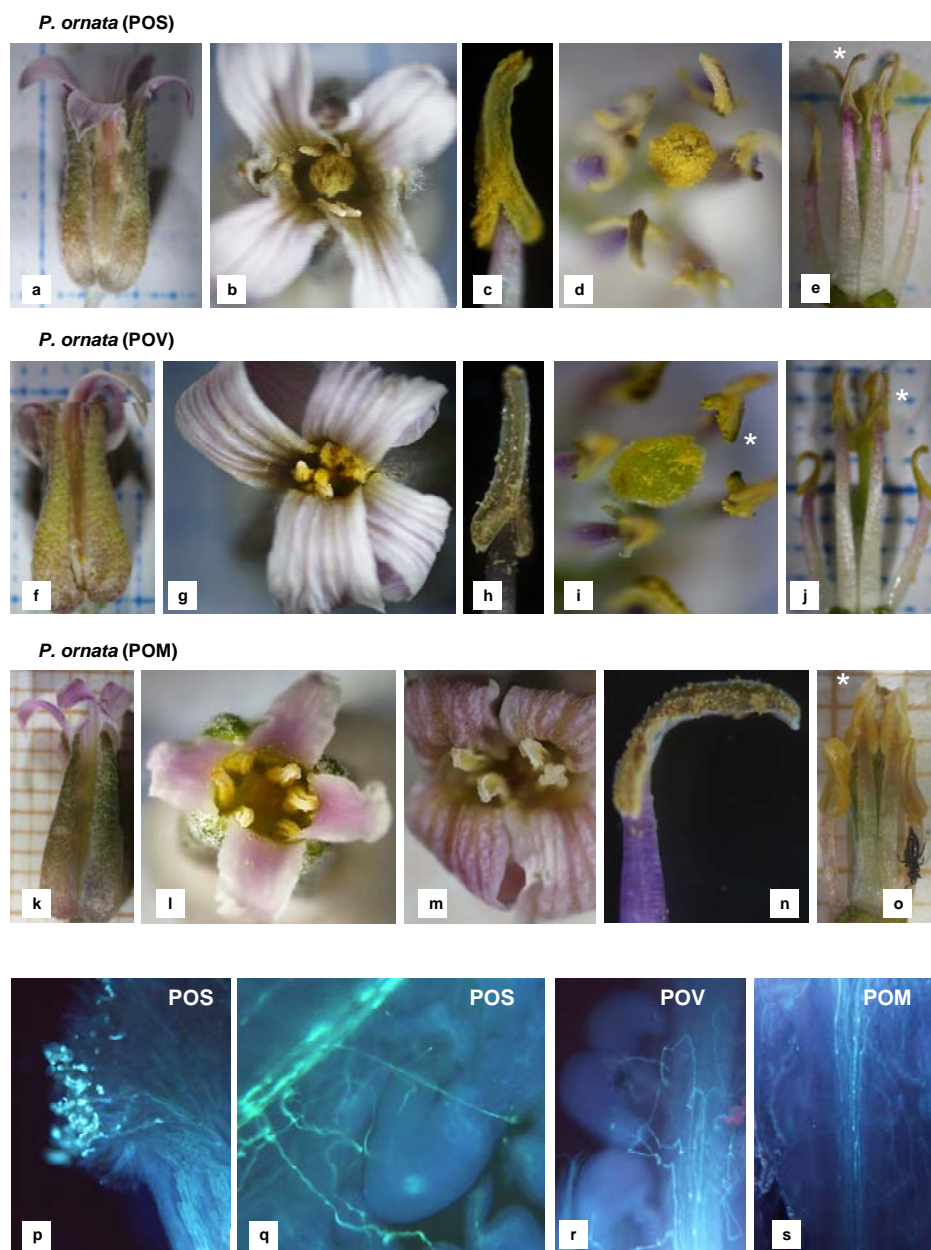 P. ornata (POS)
*
a b c d e
P. ornata (POV)
*
*
f g h i j
P. ornata (POM)
*
k l m n o
POS POS POV POM
p q r s